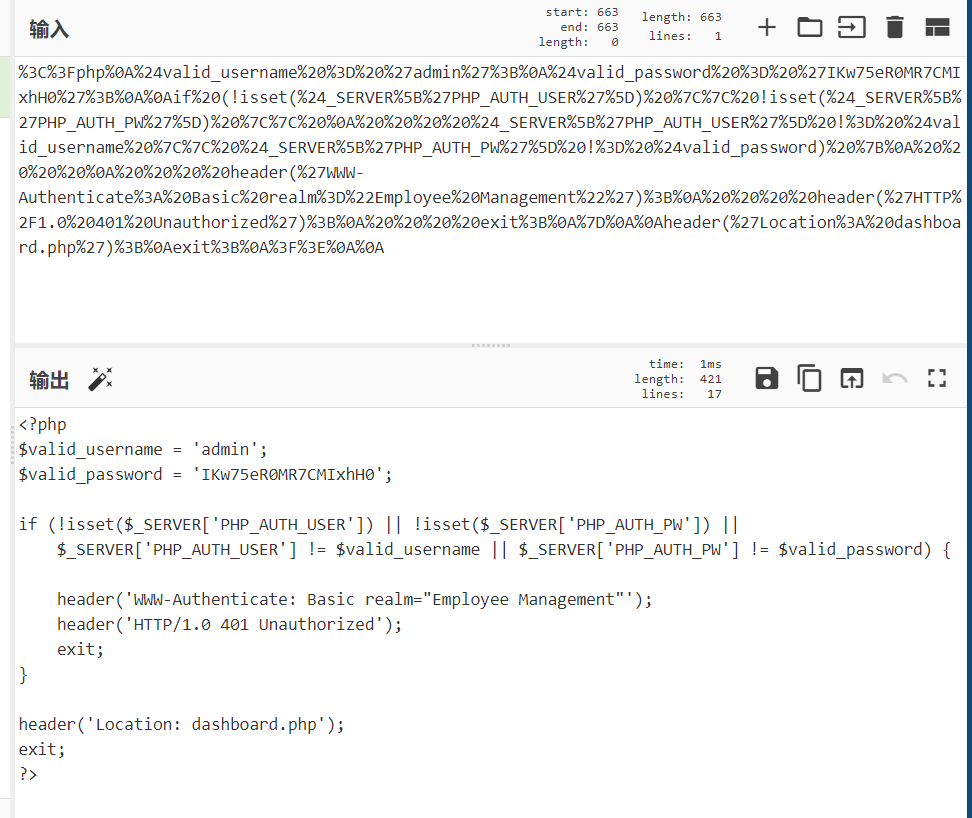 输入
start: 663
end: 663
length: 0
length: 663
lines: 1
%3C%3Fphp%0A%24valid_username%20%3D%20%27admin%27%3B%0A%24valid_password%20%3D%20%27IKw75eR0MR7CMI
xhH0%27%3B%0A%0Aif%20(!isset(%24_SERVER%5B%27PHP_AUTH_USER%27%5D)%20%7C%7C%20!isset(%24_SERVER%5B%
27PHP_AUTH_PW%27%5D)%20%7C%7C%20%0A%20%20%20%20%24_SERVER%5B%27PHP_AUTH_USER%27%5D%20!%3D%20%24val
id_username%20%7C%7C%20%24_SERVER%5B%27PHP_AUTH_PW%27%5D%20!%3D%20%24valid_password)%20%7B%0A%20%20
%20%20%0A%20%20%20%20header(%27WWW-
Authenticate%3A%20Basic%20realm%3D%22Employee%20Management%22%27)%3B%0A%20%20%20%20header(%27HTTP%
2F1.0%20401%20Unauthorized%27)%3B%0A%20%20%20%20exit%3B%0A%7D%0A%0Aheader(%27Location%3A%20dashboa
rd.php%27)%3B%0Aexit%3B%0A%3F%3E%0A%0A
输出
time: 1ms
length: 421
lines: 17
<?php
$valid_username = 'admin';
$valid_password = 'IKw75eR0MR7CMIxhH0';
if (!isset($_SERVER['PHP_AUTH_USER']) || !isset($_SERVER['PHP_AUTH_PW']) ||
$_SERVER['PHP_AUTH_USER'] != $valid_username || $_SERVER['PHP_AUTH_PW'] != $valid_password) {
header('WWW-Authenticate: Basic realm="Employee Management"');
header('HTTP/1.0 401 Unauthorized');
exit;
}
header('Location: dashboard.php');
exit;
?>